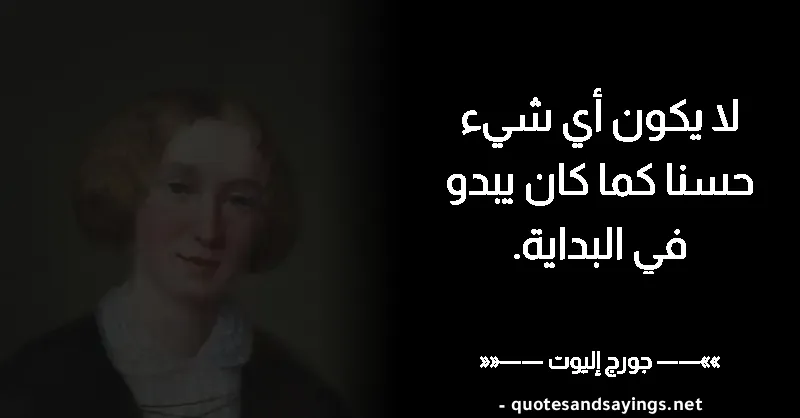 لا يكون أي شيء
حسنا كما كان يبدو
في البداية.
»»—— جورج إليوت ——««
- quotesandsayings.net